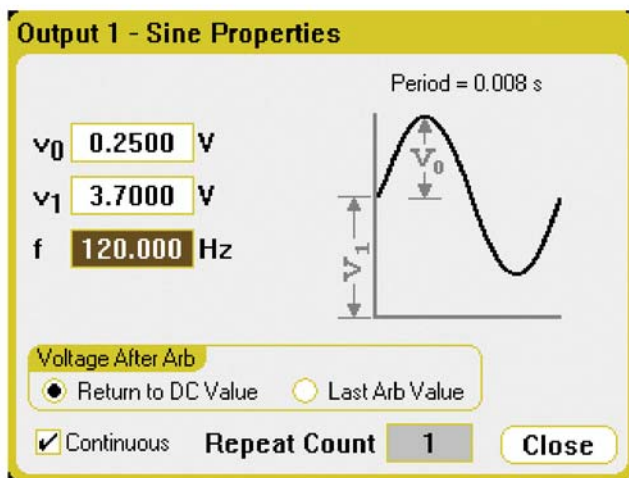 Output 1 - Sine Properties
Period = 0.008 s
v0 0.2500 V
V0
v1 3.7000 V
f 120.000 Hz
V1
Voltage After Arb
Return to DC Value Last Arb Value
Continuous Repeat Count 1 Close